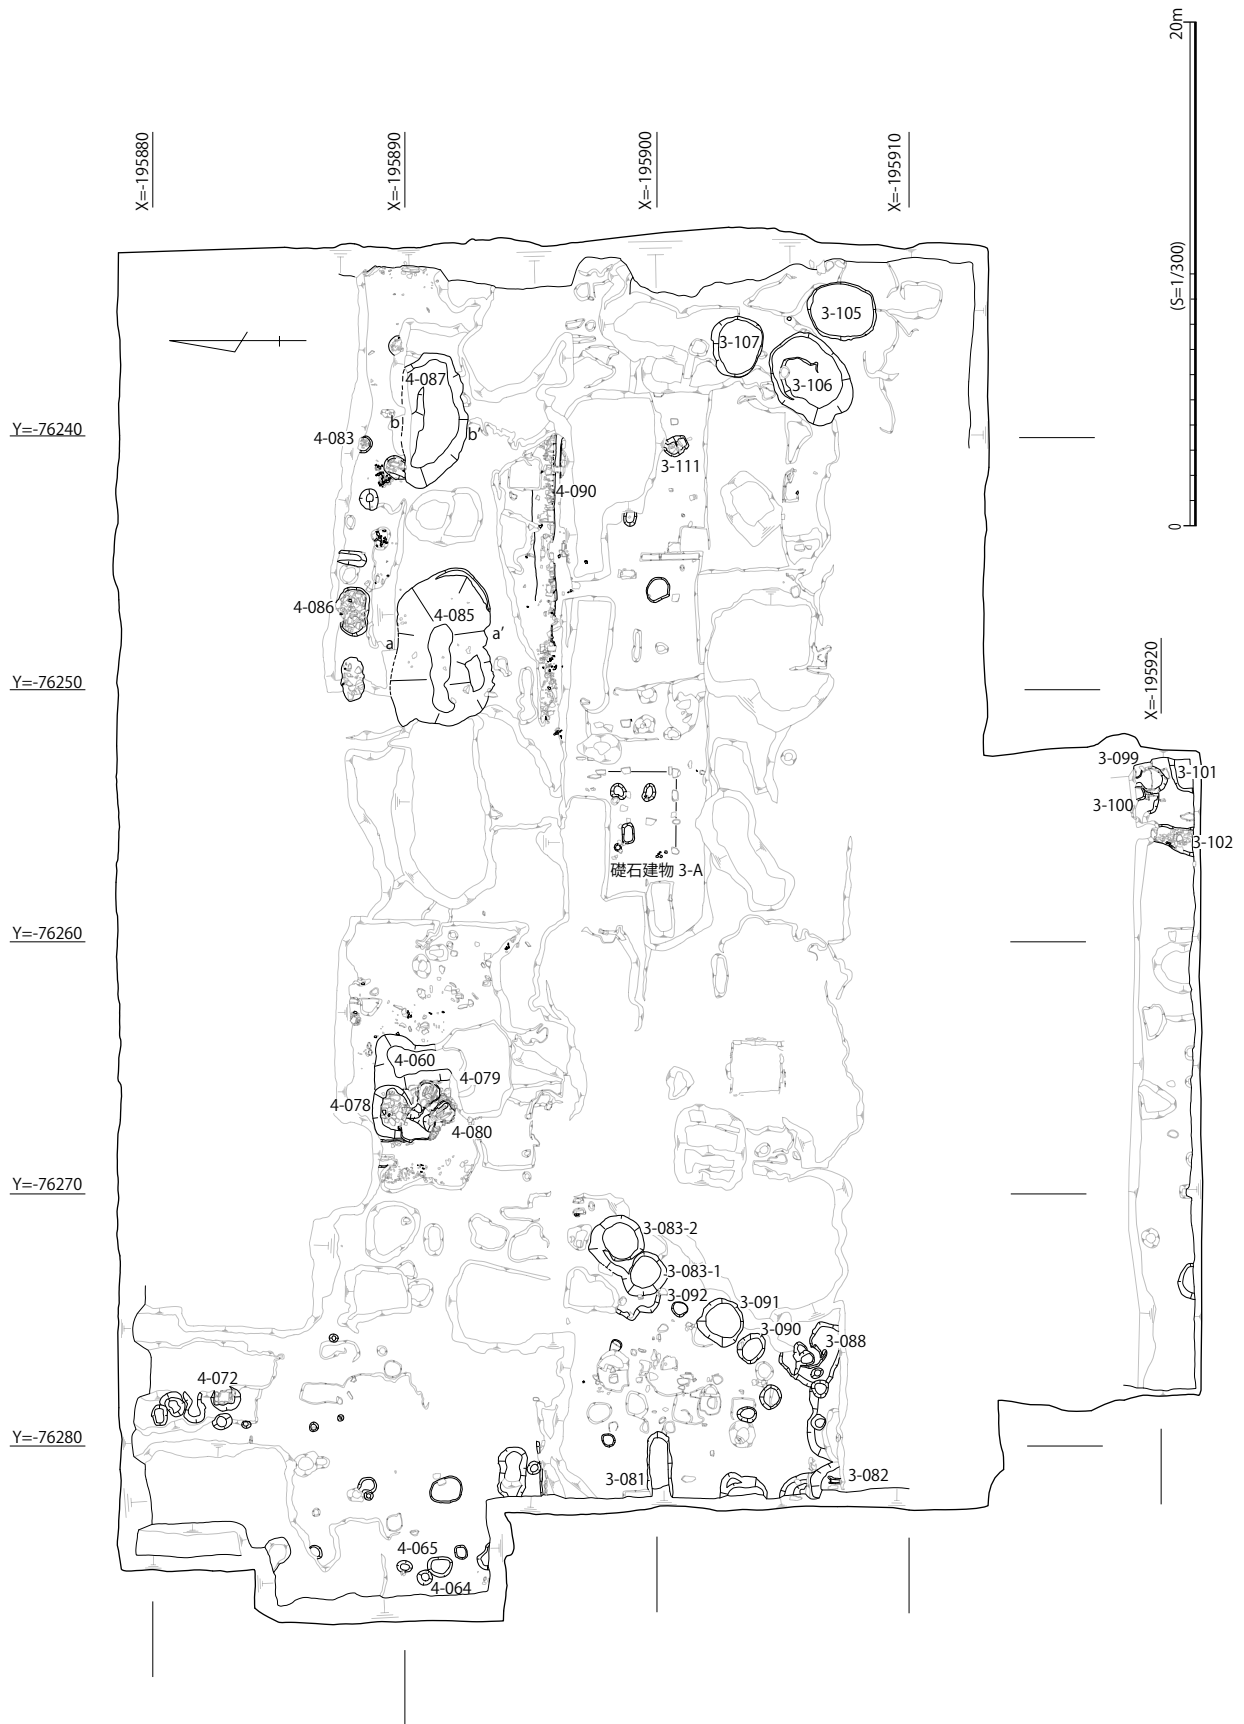 20m
(S=1/300)
0
X=-195880
X=-195890
X=-195900
X=-195910
3-105
3-107
3-106
4-087
Y=-76240
b
b′
4-083
3-111
4-090
4-086
4-085
a
a′
Y=-76250
X=-195920
3-099
3-101
3-100
3-102
礎石建物 3-A
Y=-76260
4-060
4-079
4-078
4-080
Y=-76270
3-083-2
3-083-1
3-092
3-091
3-090
3-088
4-072
Y=-76280
3-081
3-082
4-065
4-064